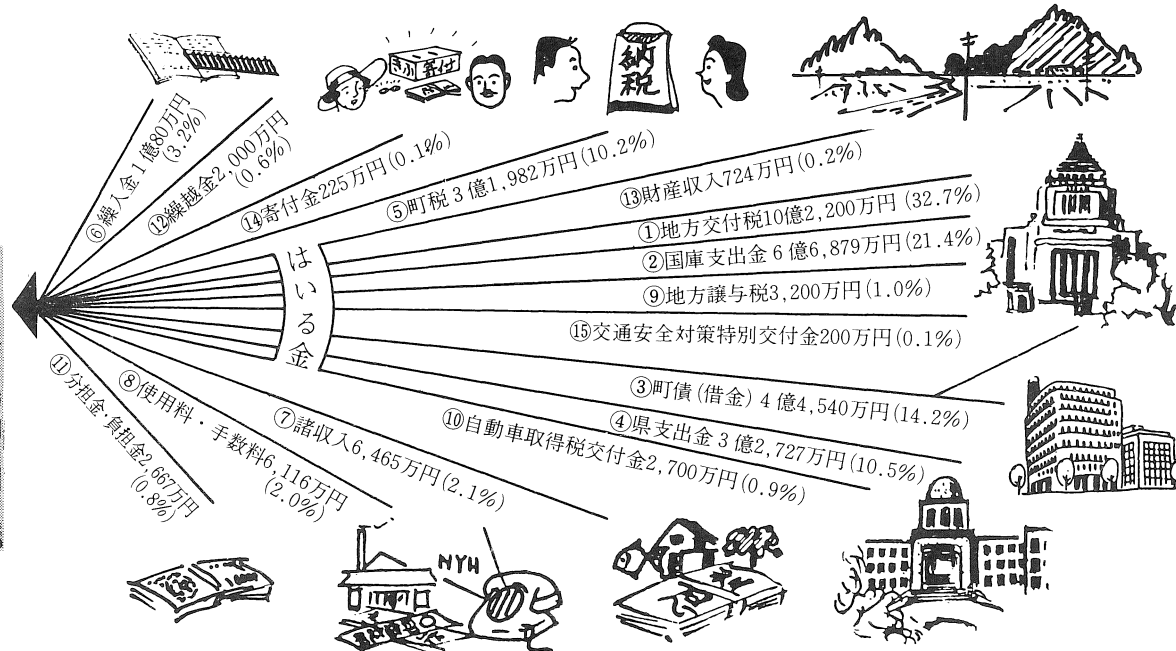 きふ
寄付
納税
⑥繰入金1億80万円
(3.2%)
⑫繰越金2,000万円
(0.6%)
⑭寄付金225万円(0.1%)
⑤町税3億1,982万円(10.2%)
⑬財産収入724万円(0.2%)
①地方交付税10億2,200万円(32.7%)
②国庫支出金6億6,879万円(21.4%)
⑨地方譲与税3,200万円(1.0%)
⑮交通安全対策特別交付金200万円(0.1%)
はいる金
③町債(借金)4億4,540万円(14.2%)
④県支出金3億2,727万円(10.5%)
⑩自動車取得税交付金2,700万円(0.9%)
⑦諸収入6,465万円(2.1%)
⑧使用料・手数料6,116万円
(2.0%)
⑪分担金・負担金2,667万円
(0.8%)
NYH